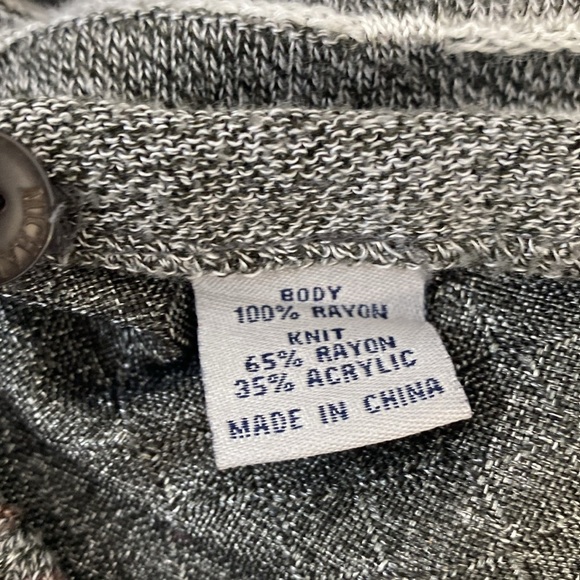 BODY
100% RAYON
KNIT
65% RAYON
35% ACRYLIC
MADE IN CHINA